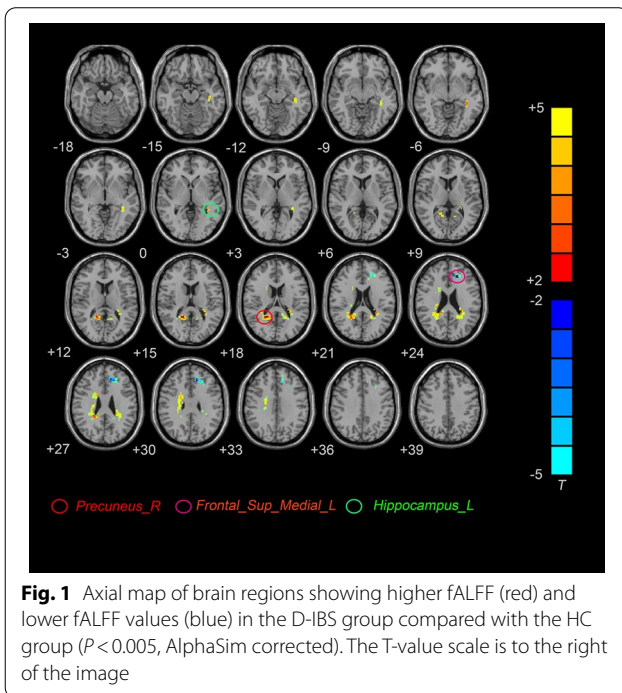 -18 -15 -12 -9 -6
-3 0 +3 +6 +9
+12 +15 +18 +21 +24
+27 +30 +33 +36 +39
+5
+2
-2
-5
T
Precuneus_R Frontal_Sup_Medial_L Hippocampus_L
Fig. 1 Axial map of brain regions showing higher fALFF (red) and
lower fALFF values (blue) in the D-IBS group compared with the HC
group (P < 0.005, AlphaSim corrected). The T-value scale is to the right
of the image